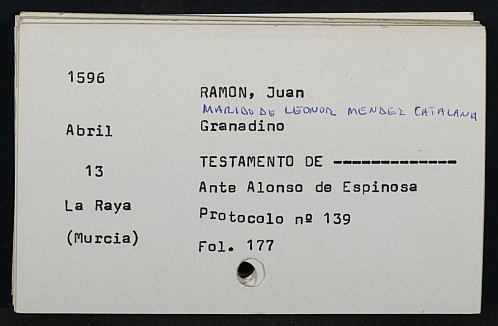 1596
Abril
13
La Raya
(Murcia)
RAMON, Juan
MARIDO DE LEONOR MENDEZ CATALANA
Granadino
TESTAMENTO DE -------------
Ante Alonso de Espinosa
Protocolo nº 139
Fol. 177